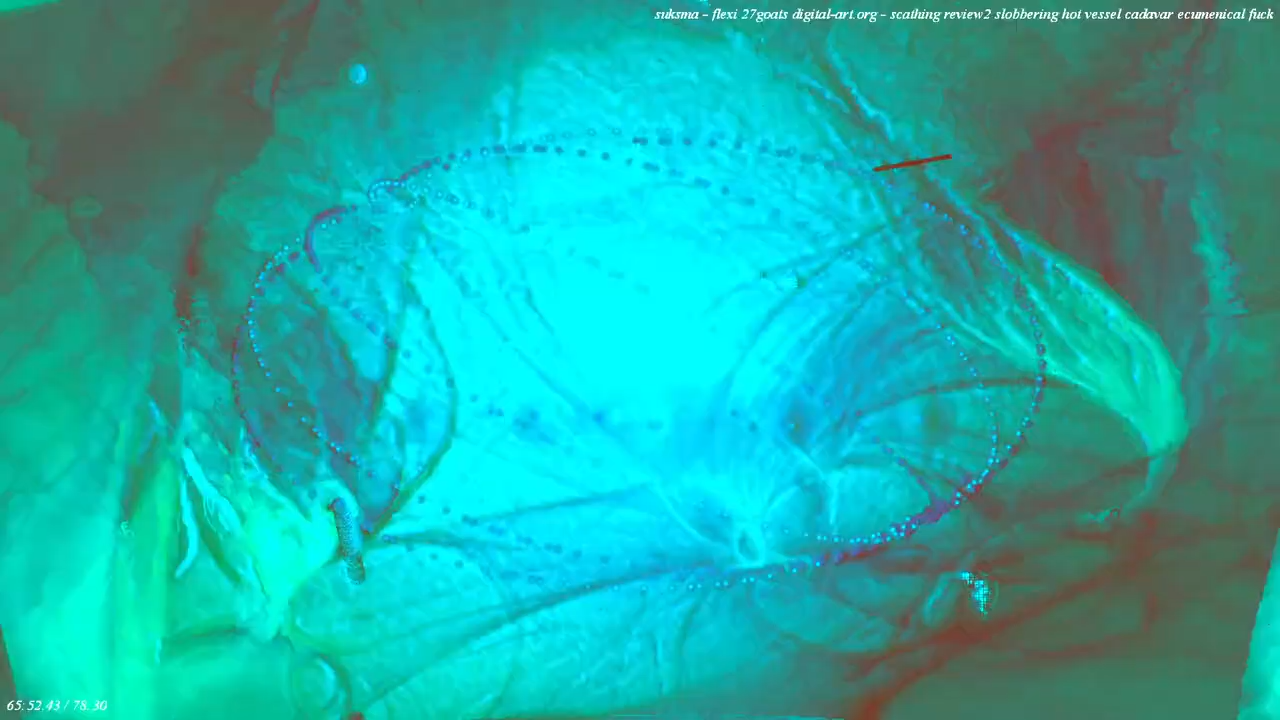 suksma - flexi 27goats digital-art.org - scathing review2 slobbering hot vessel cadavar ecumenical fuck
65:52.43 / 78.30